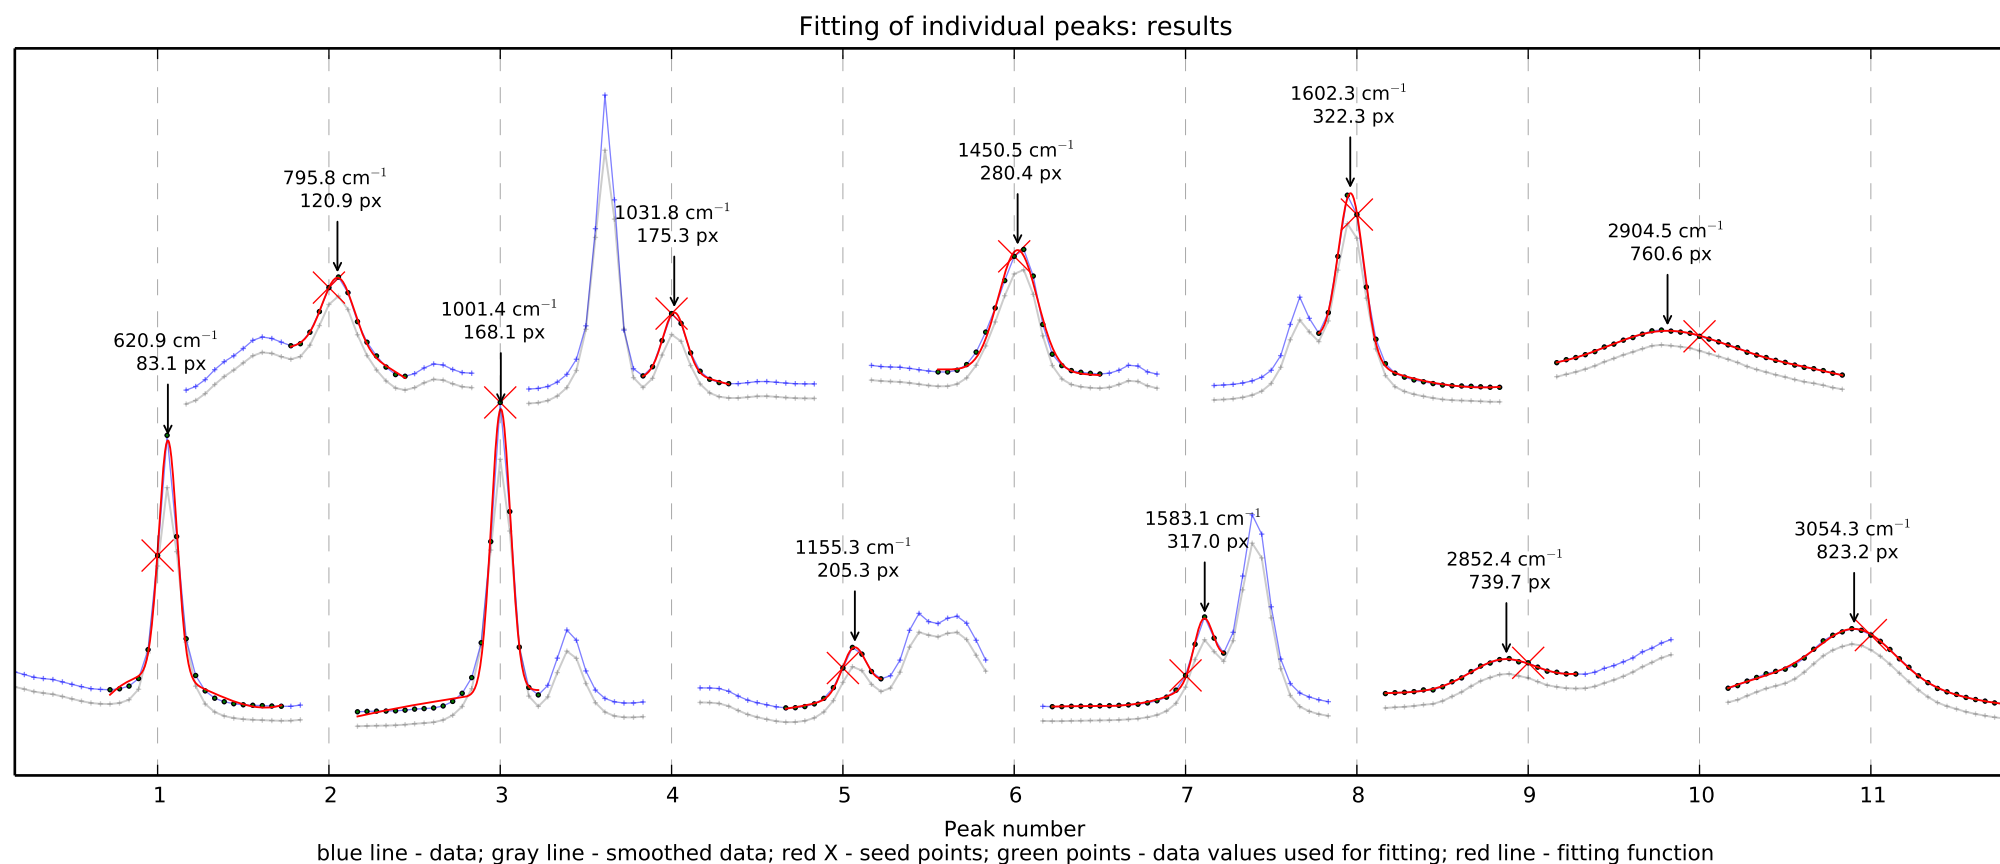 Fitting of individual peaks: results
620.9 cm⁻¹
83.1 px
795.8 cm⁻¹
120.9 px
1001.4 cm⁻¹
168.1 px
1031.8 cm⁻¹
175.3 px
1155.3 cm⁻¹
205.3 px
1450.5 cm⁻¹
280.4 px
1583.1 cm⁻¹
317.0 px
1602.3 cm⁻¹
322.3 px
2852.4 cm⁻¹
739.7 px
2904.5 cm⁻¹
760.6 px
3054.3 cm⁻¹
823.2 px
1 2 3 4 5 6 7 8 9 10 11
Peak number
blue line - data; gray line - smoothed data; red X - seed points; green points - data values used for fitting; red line - fitting function